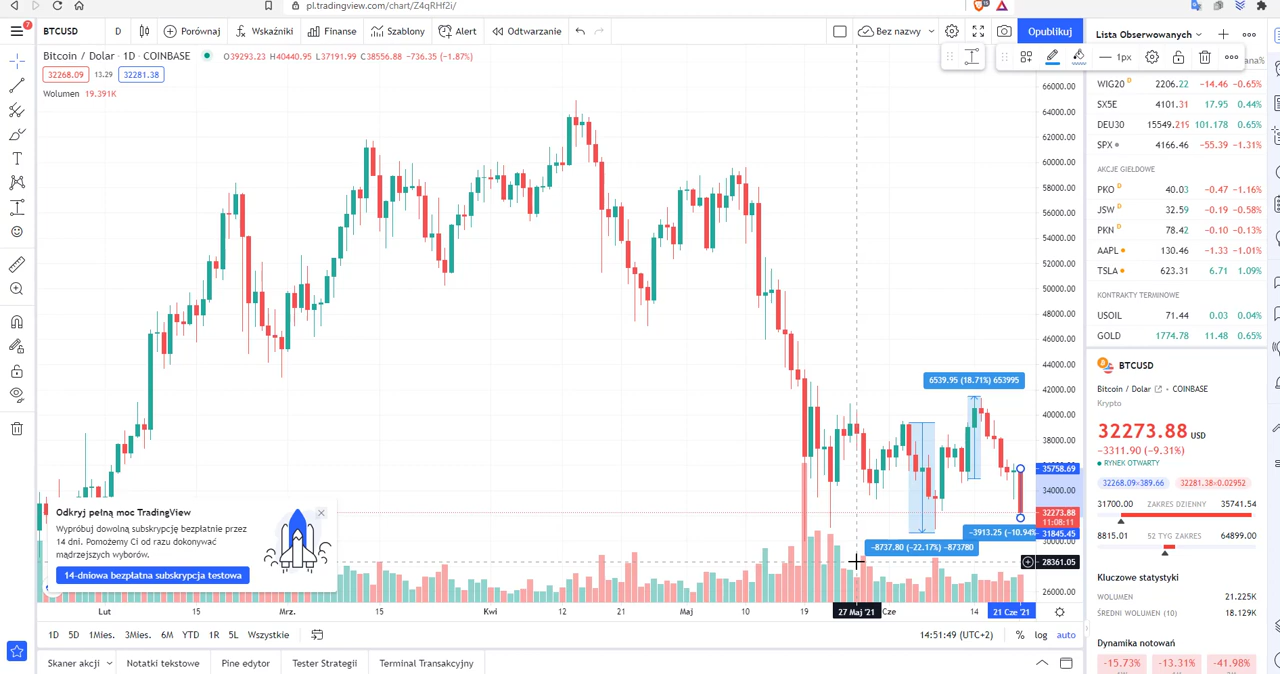 pl.tradingview.com/chart/Z4qRHf2i/
7
BTCUSD D Porównaj Wskaźniki Finance Szablony Alert Odtwarzanie Bez nazwy Opublikuj
Lista Obserwowanych
Bitcoin / Dolar · 1D · COINBASE O39293.23 H40440.95 L37191.99 C38556.88 −736.35 (−1.87%)
32268.09 13.29 32281.38
Wolumen 19.391K
1px
WIG20 D 2206.22 −14.46 −0.65%
SX5E 4101.31 17.95 0.44%
DEU30 15549.219 101.178 0.65%
SPX 4166.46 −55.39 −1.31%
AKCJE GIEŁDOWE
PKO D 40.03 −0.47 −1.16%
JSW D 32.59 −0.19 −0.58%
PKN D 78.42 −0.10 −0.13%
AAPL 130.46 −1.33 −1.01%
TSLA 623.31 6.71 1.09%
KONTRAKTY TERMINOWE
USOIL 71.44 0.03 0.04%
GOLD 1774.78 11.48 0.65%
BTCUSD
Bitcoin / Dolar COINBASE
Krypto
32273.88 USD
−3311.90 (−9.31%)
RYNEK OTWARTY
32268.09×389.66 32281.38×0.02952
31700.00 ZAKRES DZIENNY 35741.54
8815.01 52 TYG ZAKRES 64899.00
Kluczowe statystyki
WOLUMEN 21.225K
ŚREDNI WOLUMEN (10) 18.129K
Dynamika notowań
−15.73% −13.31% −41.98%
66000.00
64000.00
62000.00
60000.00
58000.00
56000.00
54000.00
52000.00
50000.00
48000.00
46000.00
44000.00
42000.00
40000.00
38000.00
35758.69
34000.00
32273.88
11:08:11
31845.45
28361.05
26000.00
6539.95 (18.71%) 653995
−3913.25 (−10.94%
−8737.80 (−22.17%) −873780
Odkryj pełną moc TradingView
Wypróbuj dowolną subskrypcję bezpłatnie przez
14 dni. Pomożemy Ci od razu dokonywać
mądrzejszych wyborów.
14-dniowa bezpłatna subskrypcja testowa
Lut 15 Mrz. 15 Kwi 12 21 Maj 10 19 27 Maj '21 Cze 14 21 Cze '21
1D 5D 1Mies. 3Mies. 6M YTD 1R 5L Wszystkie 14:51:49 (UTC+2) % log auto
Skaner akcji Notatki tekstowe Pine edytor Tester Strategii Terminal Transakcyjny